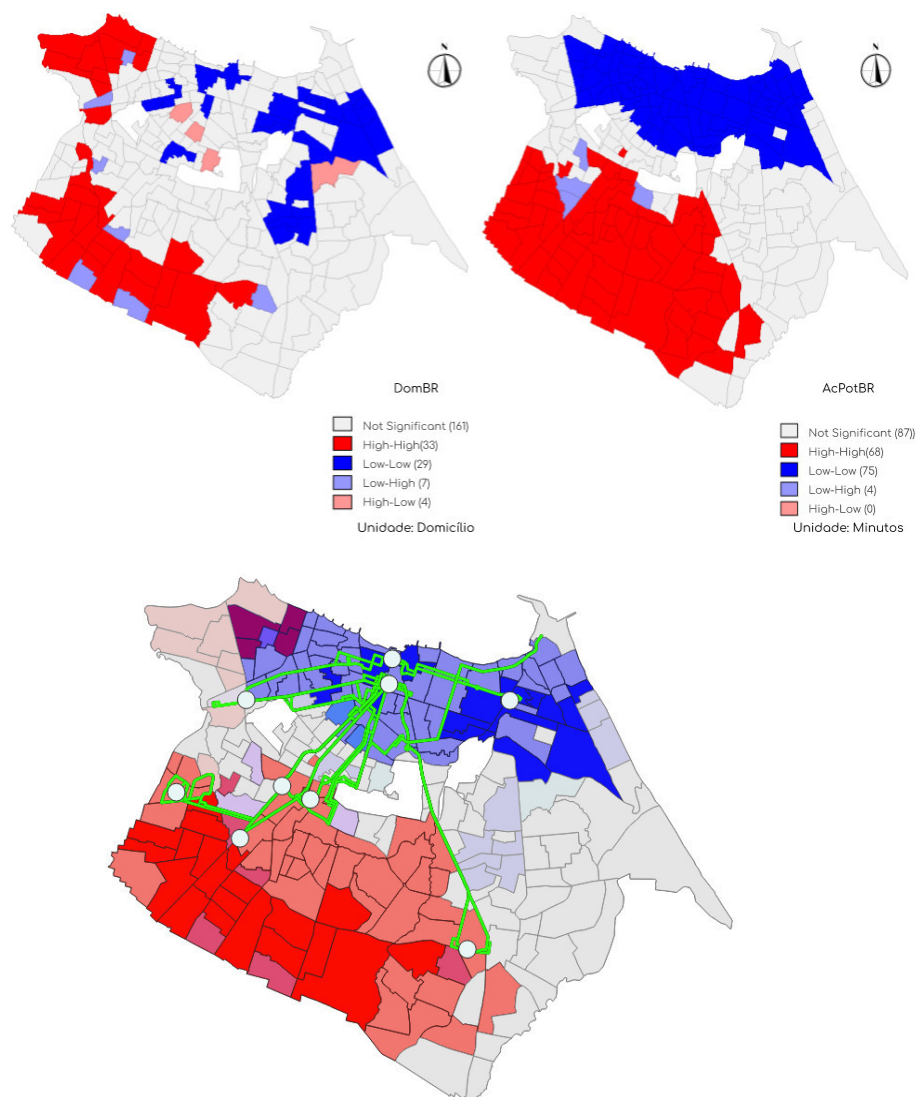 N
N
DomBR
Not Significant (161)
High-High(33)
Low-Low (29)
Low-High (7)
High-Low (4)
Unidade: Domicílio
AcPotBR
Not Significant (87))
High-High(68)
Low-Low (75)
Low-High (4)
High-Low (0)
Unidade: Minutos